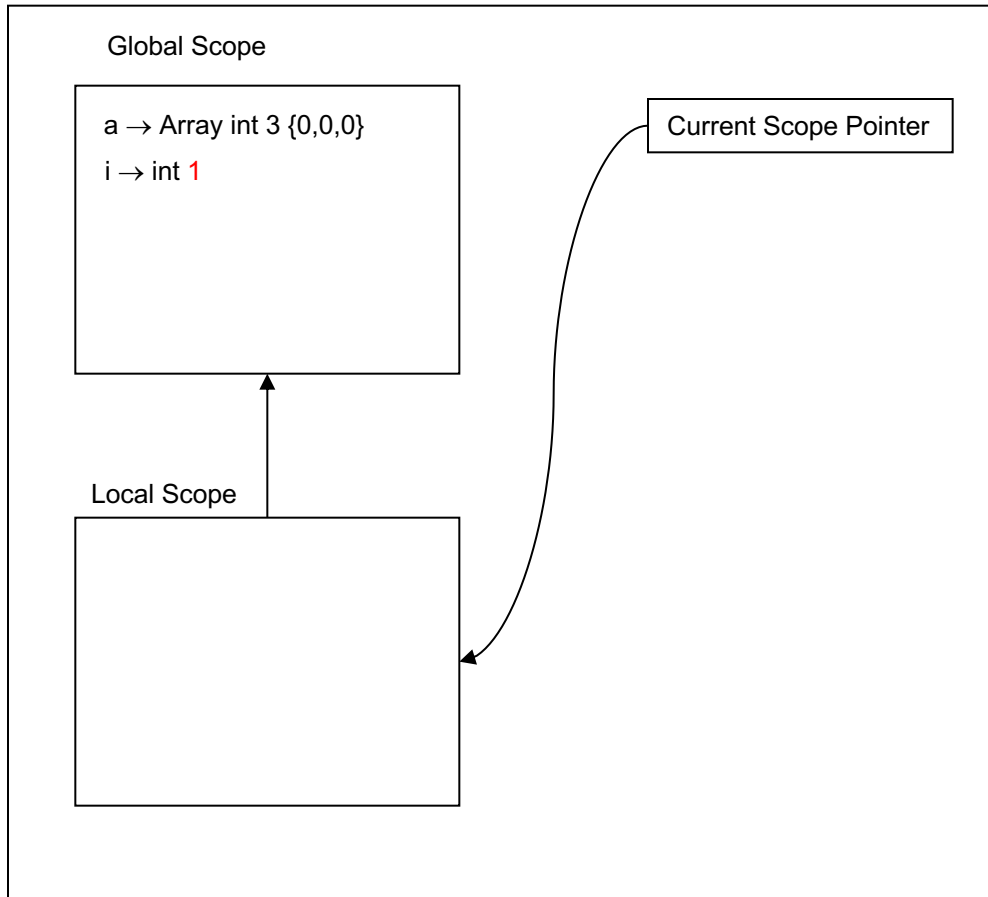 Global Scope
a → Array int 3 {0,0,0}
i → int 1
Current Scope Pointer
Local Scope